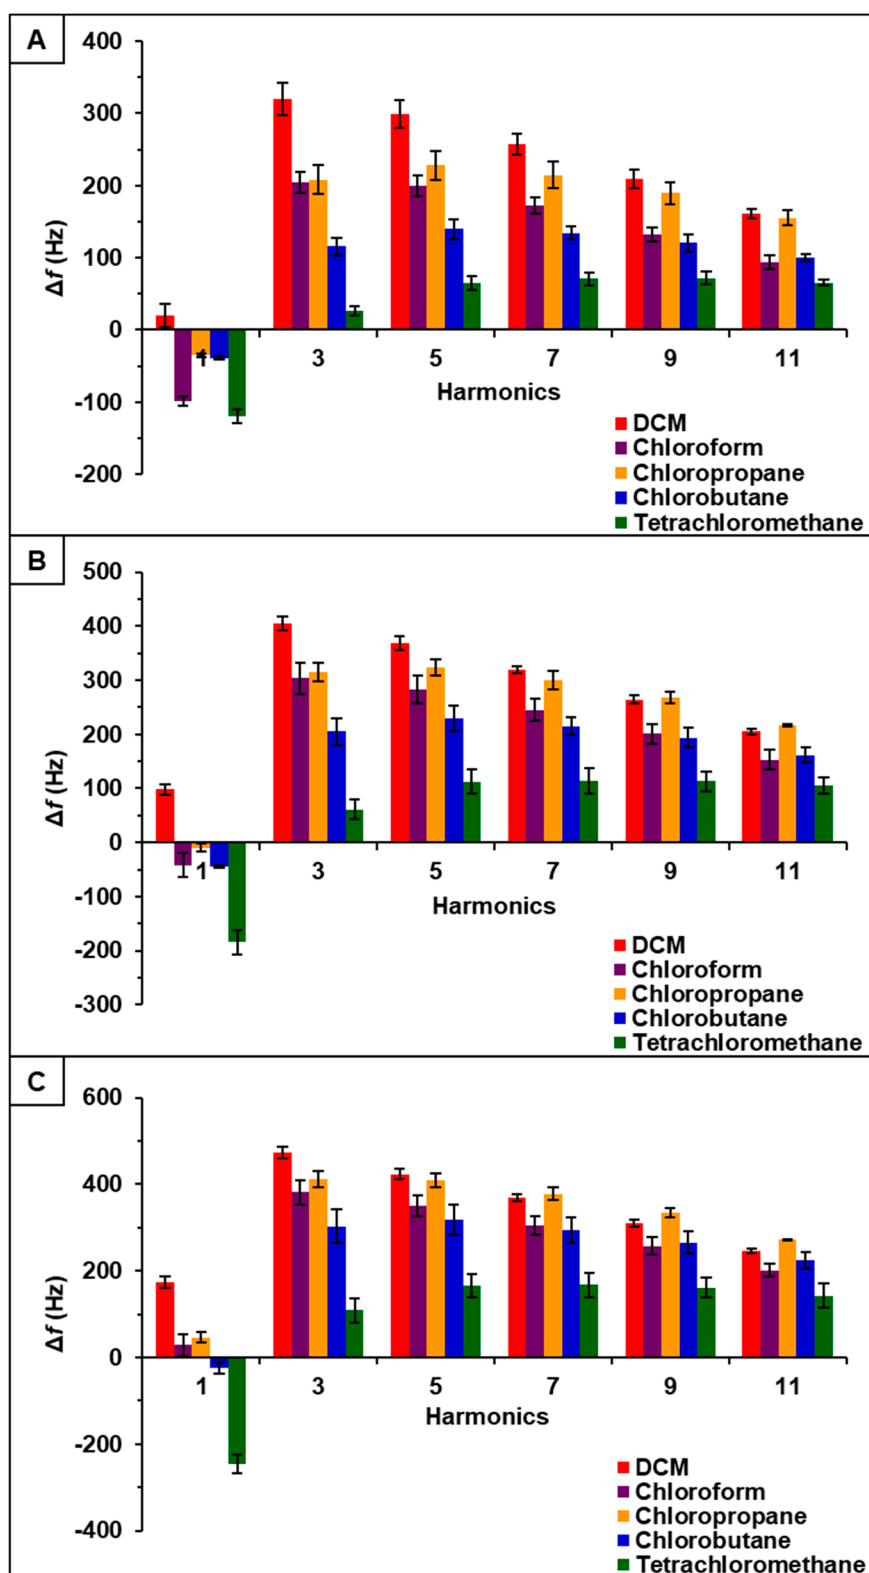 A
400
300
200
100
0
-100
-200
Δf (Hz)
1 3 5 7 9 11
Harmonics
DCM
Chloroform
Chloropropane
Chlorobutane
Tetrachloromethane
B
500
400
300
200
100
0
-100
-200
-300
Δf (Hz)
1 3 5 7 9 11
Harmonics
DCM
Chloroform
Chloropropane
Chlorobutane
Tetrachloromethane
C
600
400
200
0
-200
-400
Δf (Hz)
1 3 5 7 9 11
Harmonics
DCM
Chloroform
Chloropropane
Chlorobutane
Tetrachloromethane